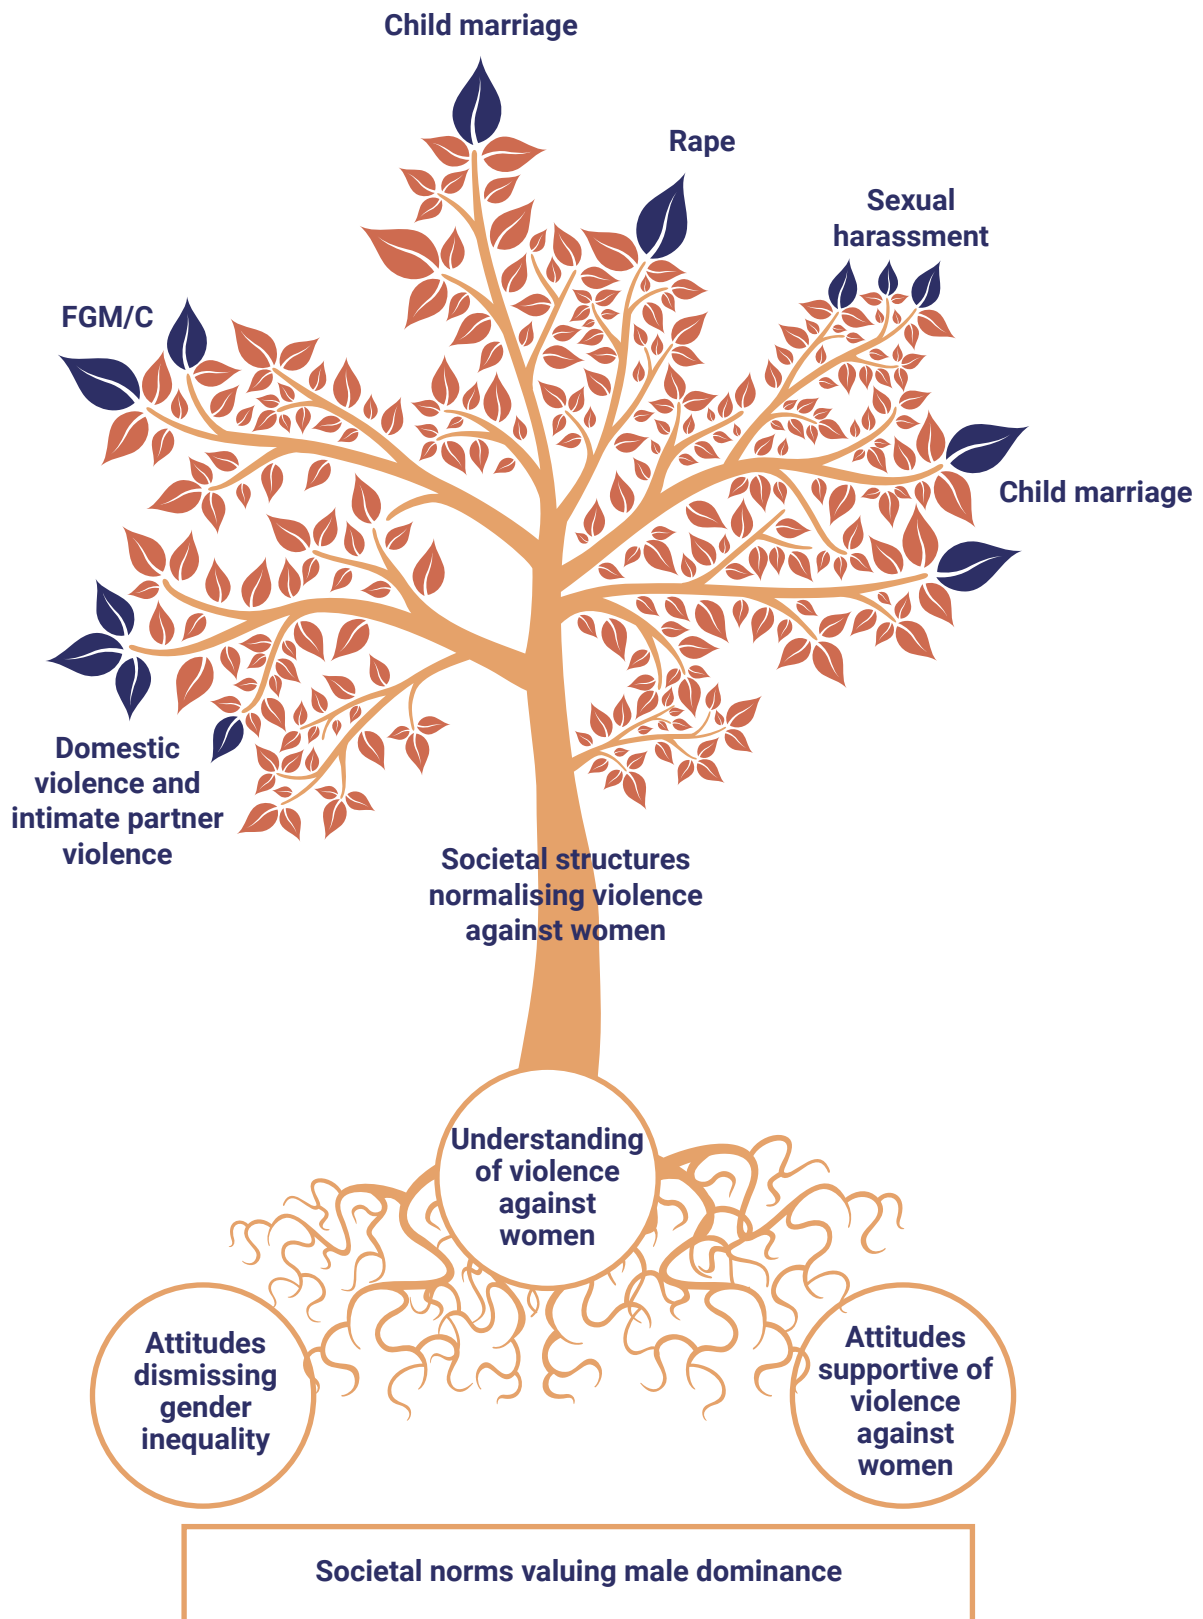 Child marriage
Rape
Sexual
harassment
FGM/C
Child marriage
Domestic
violence and
intimate partner
violence
Societal structures
normalising violence
against women
Understanding
of violence
against
women
Attitudes
dismissing
gender
inequality
Attitudes
supportive of
violence
against
women
Societal norms valuing male dominance